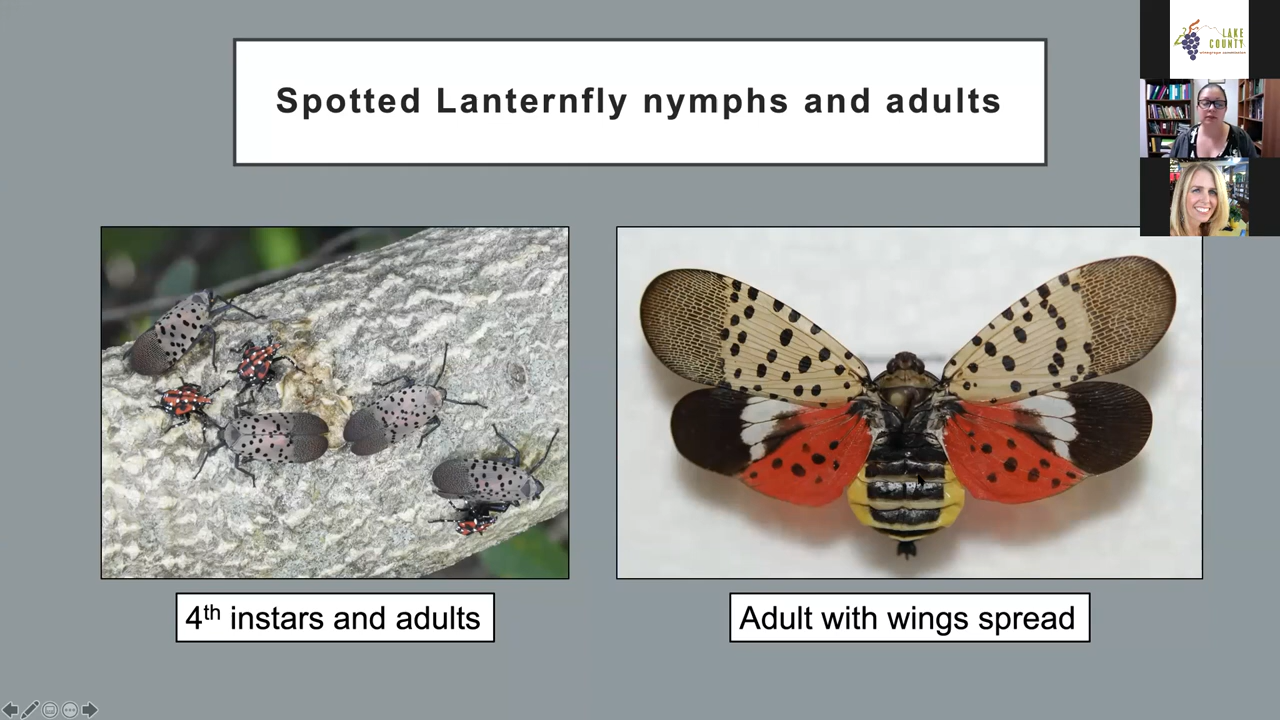 Spotted Lanternfly nymphs and adults
LAKE
COUNTY
4th instars and adults
Adult with wings spread